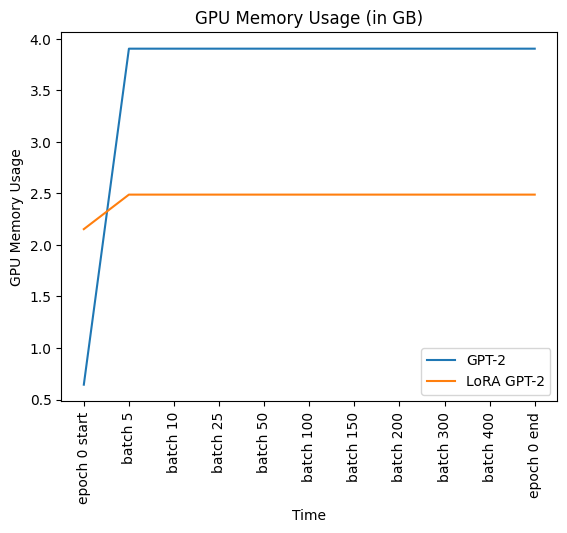 GPU Memory Usage (in GB)
GPU Memory Usage
4.0
3.5
3.0
2.5
2.0
1.5
1.0
0.5
GPT-2
LoRA GPT-2
epoch 0 start
batch 5
batch 10
batch 25
batch 50
batch 100
batch 150
batch 200
batch 300
batch 400
epoch 0 end
Time